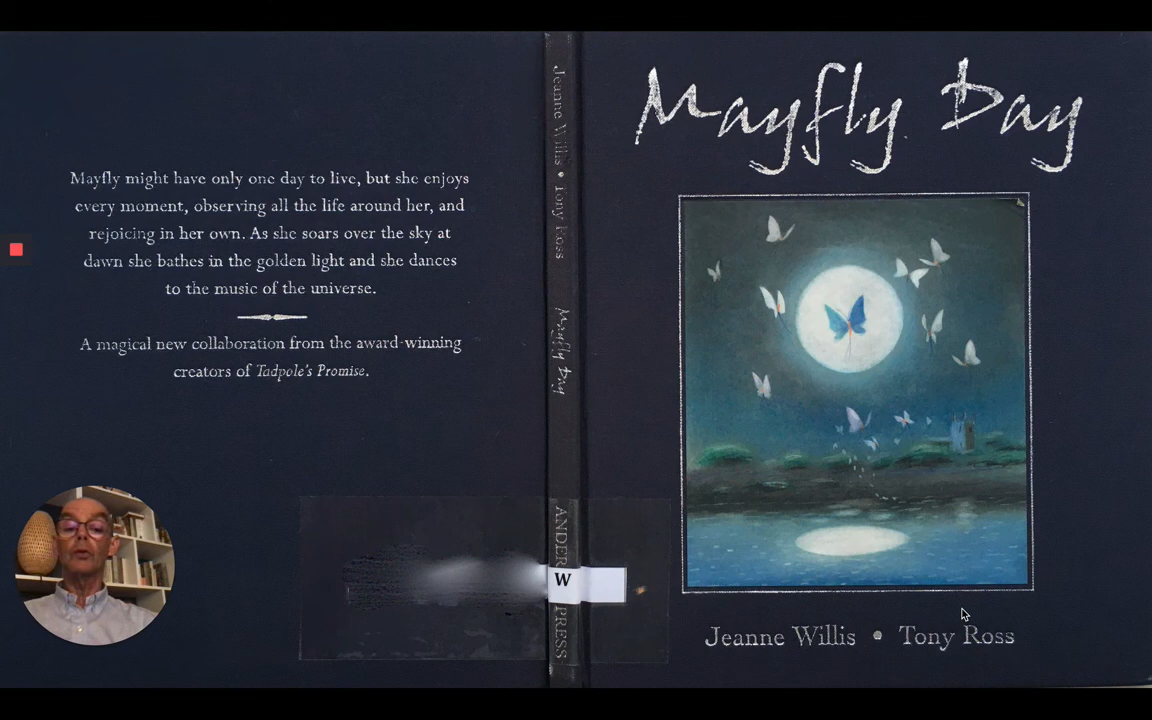 Mayfly might have only one day to live, but she enjoys
every moment, observing all the life around her, and
rejoicing in her own. As she soars over the sky at
dawn she bathes in the golden light and she dances
to the music of the universe.
A magical new collaboration from the award-winning
creators of Tadpole's Promise.
Jeanne Willis • Tony Ross
Mayfly Day
ANDER
W
PRESS
Mayfly Day
Jeanne Willis • Tony Ross